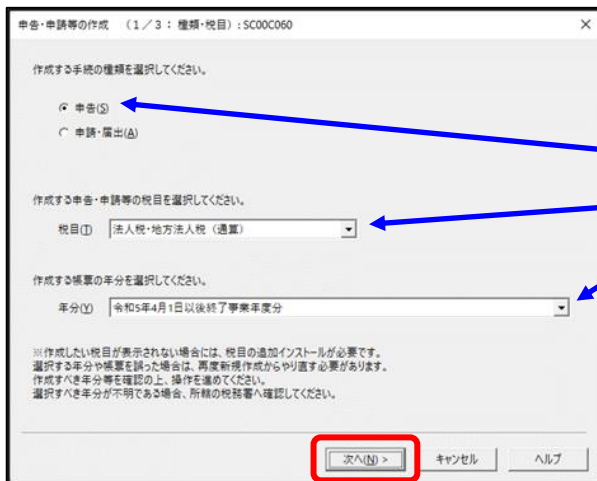 申告・申請等の作成 （1／3：種類・税目）:SC00C060
作成する手続の種類を選択してください。
申告(S)
申請・届出(A)
作成する申告・申請等の税目を選択してください。
税目(T) 法人税・地方法人税（通算）
作成する帳票の年分を選択してください。
年分(Y) 令和5年4月1日以後終了事業年度分
※作成したい税目が表示されない場合には、税目の追加インストールが必要です。
選択する年分や帳票を誤った場合は、再度新規作成からやり直す必要があります。
作成すべき年分等を確認の上、操作を進めてください。
選択すべき年分が不明である場合、所轄の税務署へ確認してください。
次へ(N) > キャンセル ヘルプ